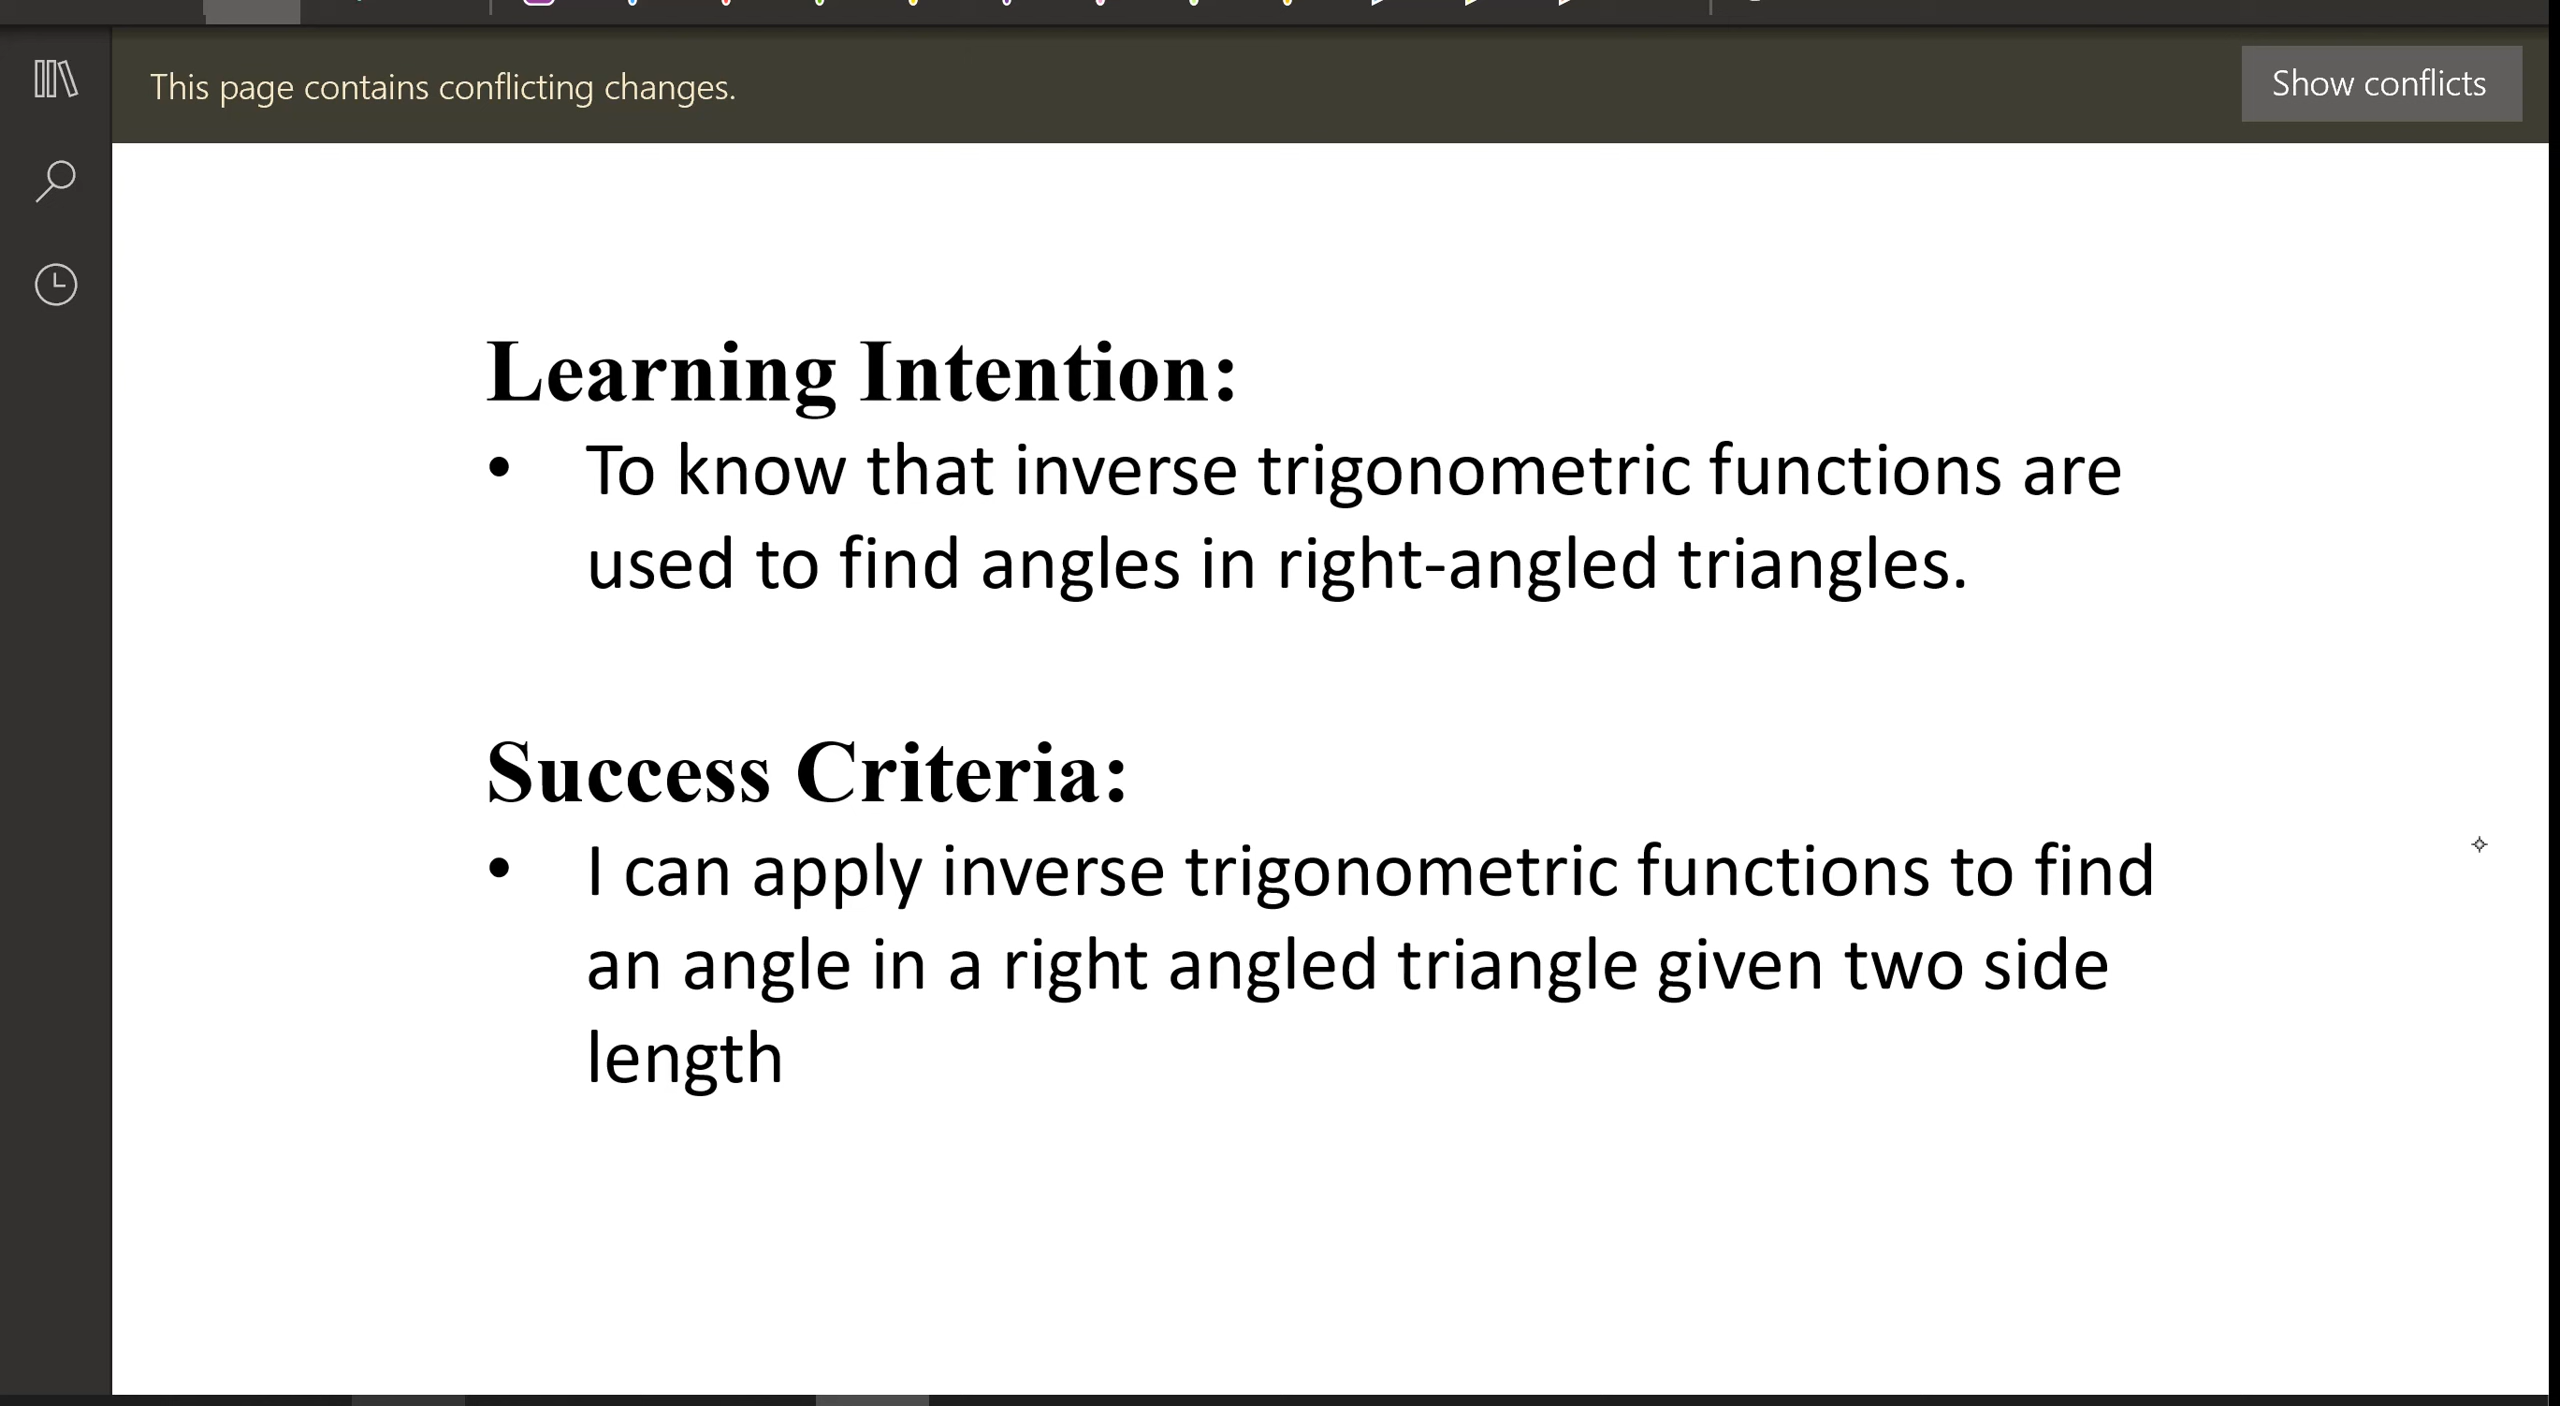 This page contains conflicting changes.
Show conflicts
Learning Intention:
• To know that inverse trigonometric functions are
used to find angles in right-angled triangles.
Success Criteria:
• I can apply inverse trigonometric functions to find
an angle in a right angled triangle given two side
length